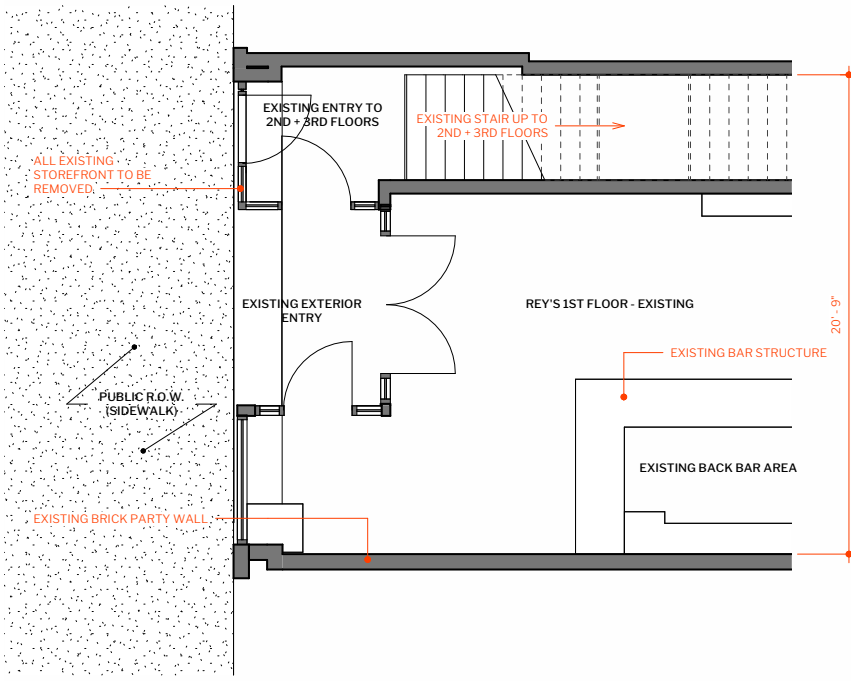 EXISTING ENTRY TO
2ND + 3RD FLOORS
EXISTING STAIR UP TO
2ND + 3RD FLOORS
ALL EXISTING
STOREFRONT TO BE
REMOVED
EXISTING EXTERIOR
ENTRY
REY'S 1ST FLOOR - EXISTING
20' - 9"
EXISTING BAR STRUCTURE
PUBLIC R.O.W.
(SIDEWALK)
EXISTING BACK BAR AREA
EXISTING BRICK PARTY WALL